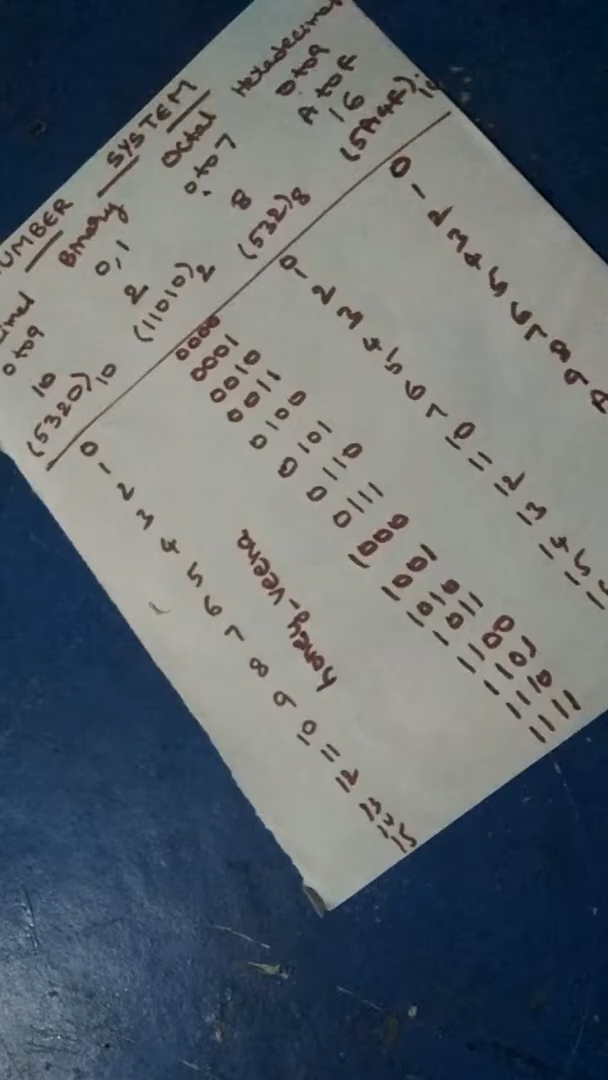 NUMBER SYSTEM
Binary Octal Hexadecimal
0 to 9 0, 1 0 to 7 0 to 9
A to F
10 2 8 16
(5320)10 (11010)2 (532)8 (5A4F)16
0 0000 0 0
1 0001 1 1
2 0010 2 2
3 0011 3 3
4 0100 4 4
5 0101 5 5
6 0110 6 6
7 0111 7 7
8 1000 10 8
9 1001 11 9
10 1010 12 A
11 1011 13
12 1100 14
13 1101 15
14 1110
15 1111
honey-veena